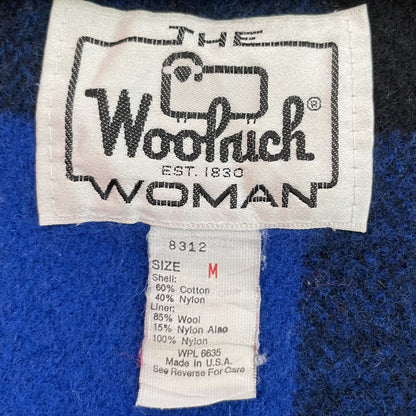 THE
Woolrich®
EST. 1830
WOMAN
8312
SIZE M
Shell:
60% Cotton
40% Nylon
Liner:
85% Wool
15% Nylon Also
100% Nylon
WPL 6635
Made in U.S.A.
See Reverse For Care